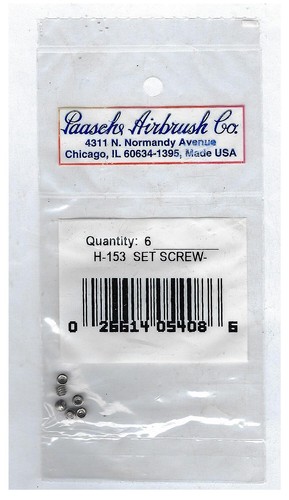 Paasche Airbrush Co.
4311 N. Normandy Avenue
Chicago, IL 60634-1395, Made USA
Quantity: 6
H-153 SET SCREW-
0 26614 05408 6